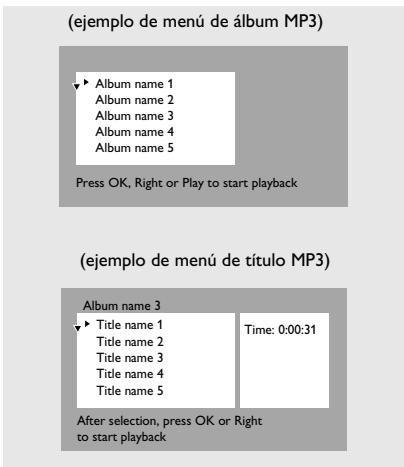 (ejemplo de menú de álbum MP3)
Album name 1
Album name 2
Album name 3
Album name 4
Album name 5
Press OK, Right or Play to start playback
(ejemplo de menú de título MP3)
Album name 3
Title name 1
Title name 2
Title name 3
Title name 4
Title name 5
Time: 0:00:31
After selection, press OK or Right
to start playback